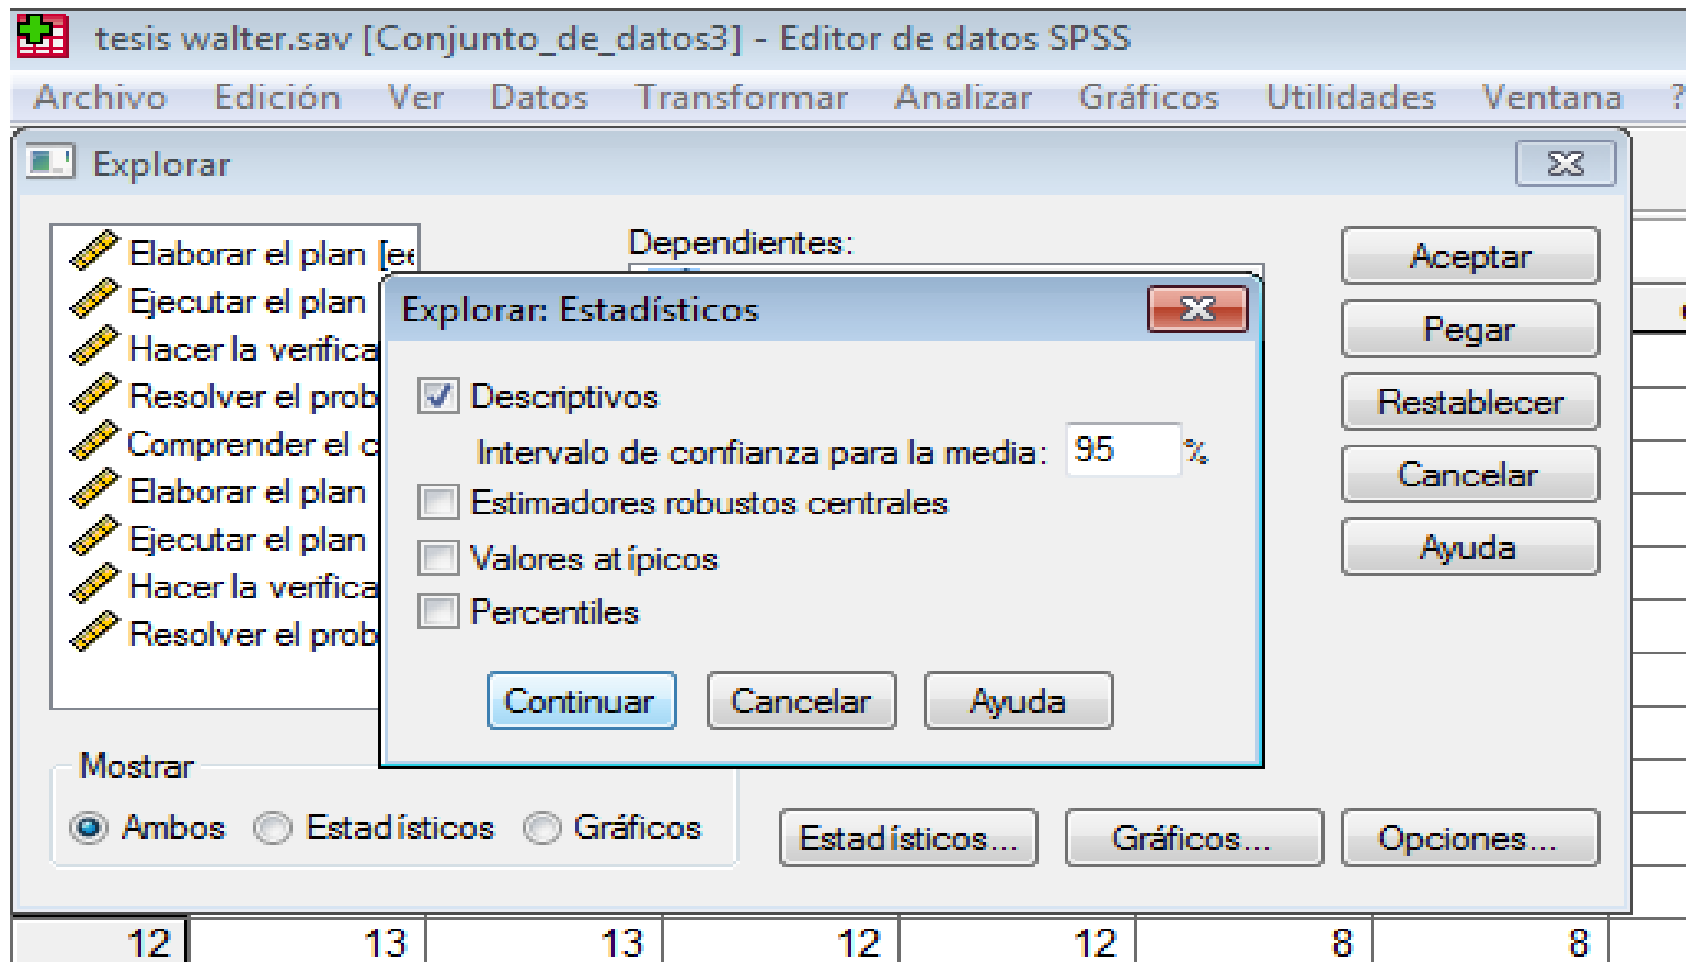 tesis walter.sav [Conjunto_de_datos3] - Editor de datos SPSS
Archivo Edición Ver Datos Transformar Analizar Gráficos Utilidades Ventana ?
Explorar
Elaborar el plan [ee
Ejecutar el plan
Hacer la verifica
Resolver el prob
Comprender el c
Elaborar el plan
Ejecutar el plan
Hacer la verifica
Resolver el prob
Dependientes:
Aceptar
Pegar
Restablecer
Cancelar
Ayuda
Explorar: Estadísticos
Descriptivos
Intervalo de confianza para la media: 95 %
Estimadores robustos centrales
Valores atípicos
Percentiles
Continuar Cancelar Ayuda
Mostrar
Ambos Estadísticos Gráficos
Estadísticos... Gráficos... Opciones...
12 13 13 12 12 8 8